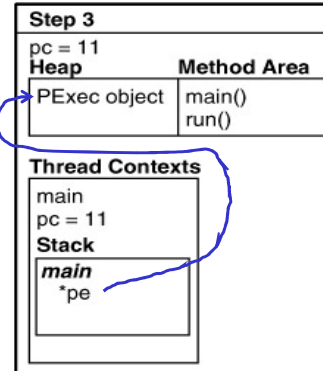 Step 3
pc = 11
Heap Method Area
PExec object main()
run()
Thread Contexts
main
pc = 11
Stack
main
*pe